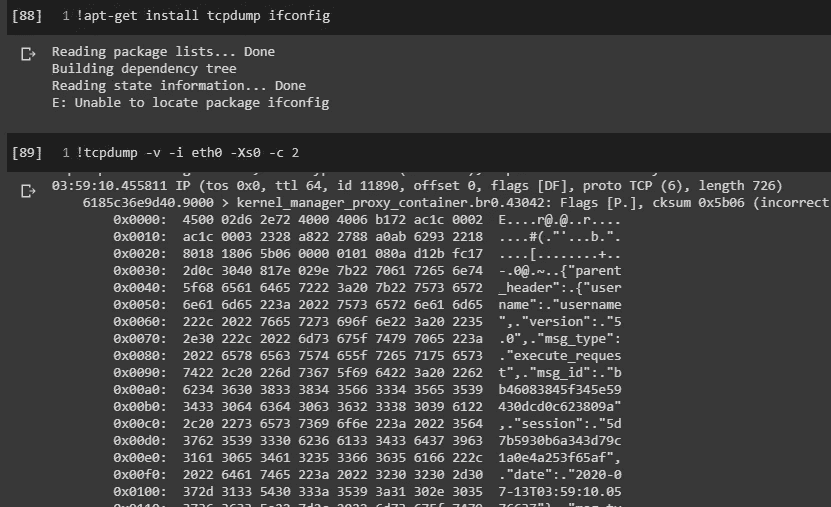 [88] 1 !apt-get install tcpdump ifconfig
Reading package lists... Done
Building dependency tree
Reading state information... Done
E: Unable to locate package ifconfig
[89] 1 !tcpdump -v -i eth0 -Xs0 -c 2
03:59:10.455811 IP (tos 0x0, ttl 64, id 11890, offset 0, flags [DF], proto TCP (6), length 726)
6185c36e9d40.9000 > kernel_manager_proxy_container.br0.43042: Flags [P.], cksum 0x5b06 (incorrect
0x0000: 4500 02d6 2e72 4000 4006 b172 ac1c 0002 E....r@.@..r....
0x0010: ac1c 0003 2328 a822 2788 a0ab 6293 2218 ....#(."'...b.".
0x0020: 8018 1806 5b06 0000 0101 080a d12b fc17 ....[........+..
0x0030: 2d0c 3040 817e 029e 7b22 7061 7265 6e74 -.0@.~..{"parent
0x0040: 5f68 6561 6465 7222 3a20 7b22 7573 6572 _header":.{"user
0x0050: 6e61 6d65 223a 2022 7573 6572 6e61 6d65 name":."username
0x0060: 222c 2022 7665 7273 696f 6e22 3a20 2235 ",."version":."5
0x0070: 2e30 222c 2022 6d73 675f 7479 7065 223a .0",."msg_type":
0x0080: 2022 6578 6563 7574 655f 7265 7175 6573 ."execute_reques
0x0090: 7422 2c20 226d 7367 5f69 6422 3a20 2262 t",."msg_id":."b
0x00a0: 6234 3630 3833 3834 3566 3334 3565 3539 b46083845f345e59
0x00b0: 3433 3064 6364 3063 3632 3338 3039 6122 430dcd0c623809a"
0x00c0: 2c20 2273 6573 7369 6f6e 223a 2022 3564 ,."session":."5d
0x00d0: 3762 3539 3330 6236 6133 3433 6437 3963 7b5930b6a343d79c
0x00e0: 3161 3065 3461 3235 3366 3635 6166 222c 1a0e4a253f65af",
0x00f0: 2022 6461 7465 223a 2022 3230 3230 2d30 ."date":."2020-0
0x0100: 372d 3133 5430 333a 3539 3a31 302e 3035 7-13T03:59:10.05